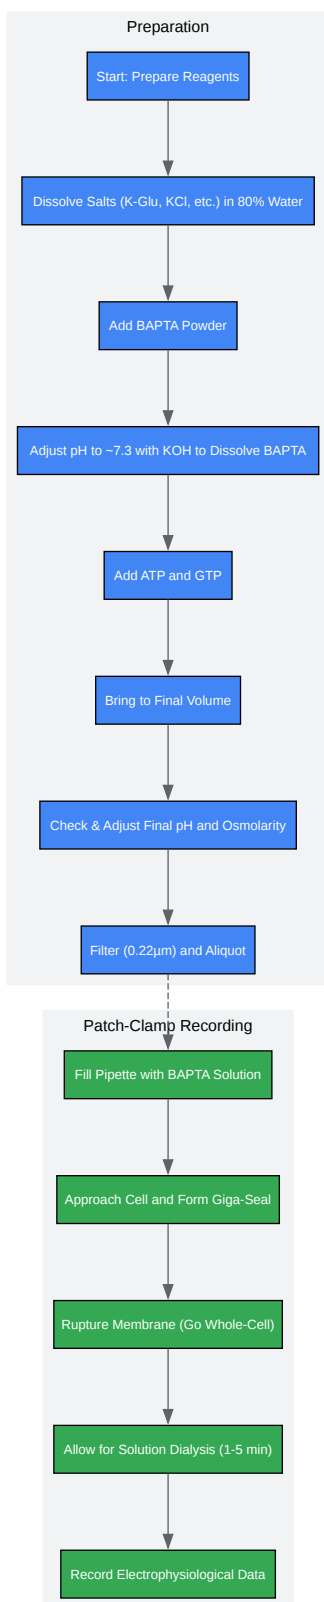 Preparation
Start: Prepare Reagents
Dissolve Salts (K-Glu, KCl, etc.) in 80% Water
Add BAPTA Powder
Adjust pH to ~7.3 with KOH to Dissolve BAPTA
Add ATP and GTP
Bring to Final Volume
Check & Adjust Final pH and Osmolarity
Filter (0.22µm) and Aliquot
Patch-Clamp Recording
Fill Pipette with BAPTA Solution
Approach Cell and Form Giga-Seal
Rupture Membrane (Go Whole-Cell)
Allow for Solution Dialysis (1-5 min)
Record Electrophysiological Data